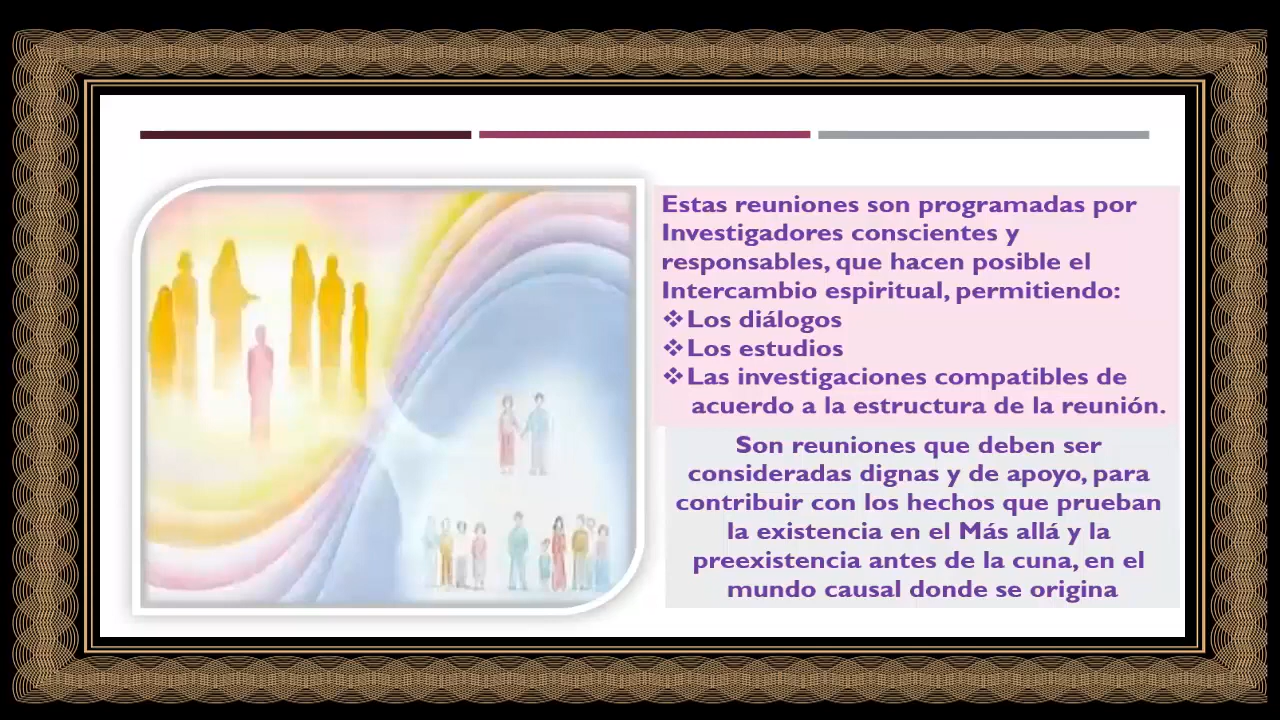 Estas reuniones son programadas por
Investigadores conscientes y
responsables, que hacen posible el
Intercambio espiritual, permitiendo:
❖Los diálogos
❖Los estudios
❖Las investigaciones compatibles de
acuerdo a la estructura de la reunión.
Son reuniones que deben ser
consideradas dignas y de apoyo, para
contribuir con los hechos que prueban
la existencia en el Más allá y la
preexistencia antes de la cuna, en el
mundo causal donde se origina